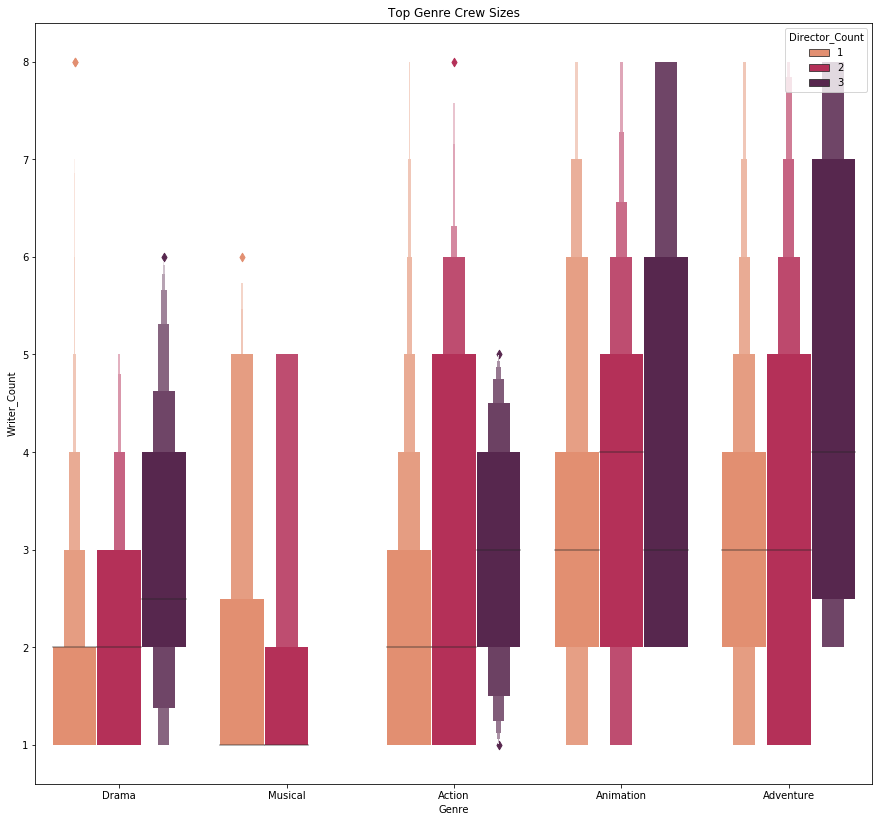 Top Genre Crew Sizes
Director_Count
1
2
3
8
7
6
5
4
3
2
1
Writer_Count
Drama Musical Action Animation Adventure
Genre